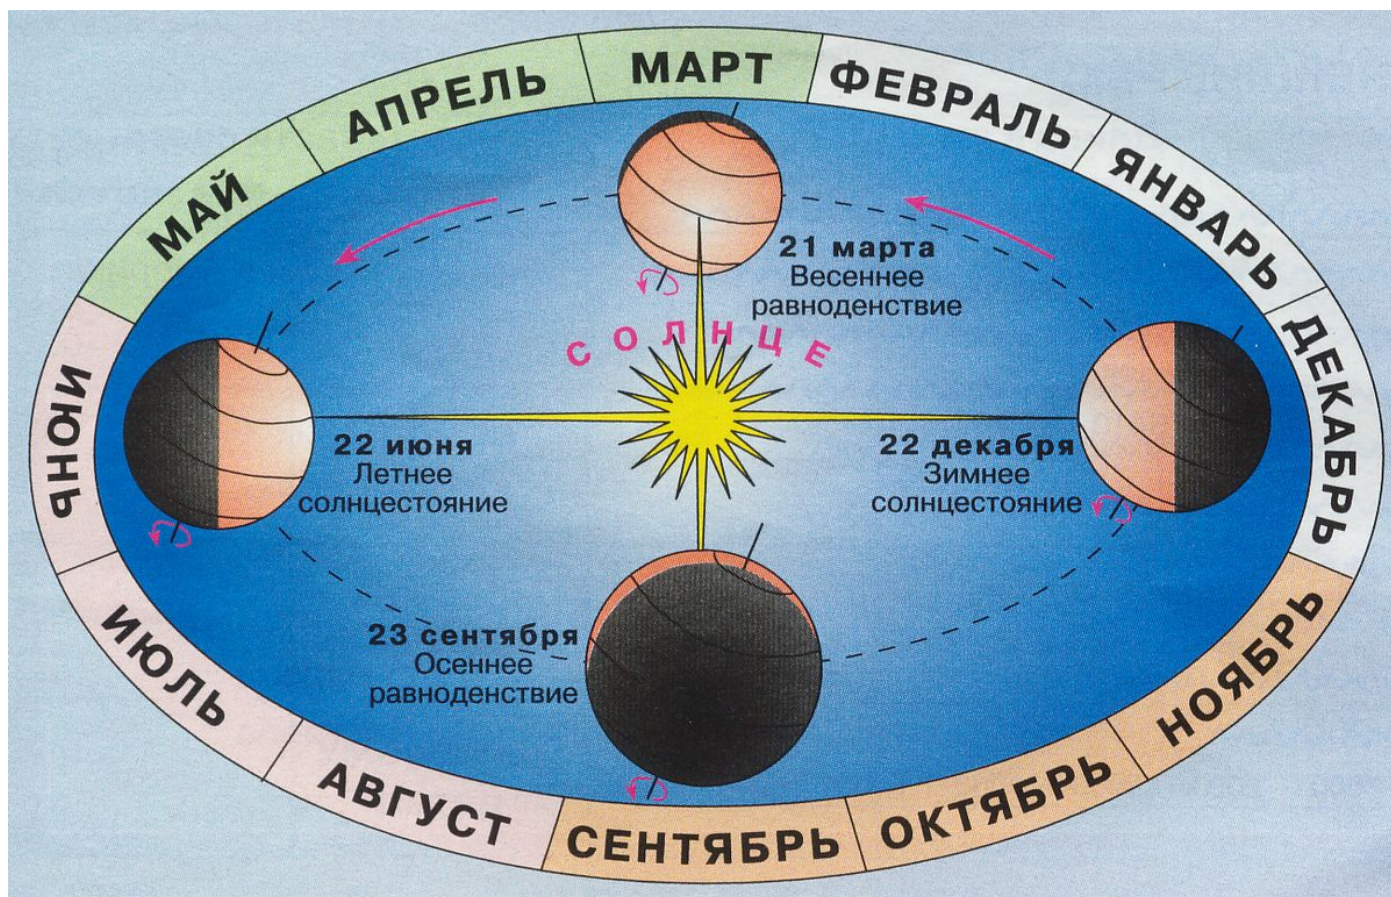 МАРТ
ФЕВРАЛЬ
ЯНВАРЬ
ДЕКАБРЬ
НОЯБРЬ
ОКТЯБРЬ
СЕНТЯБРЬ
АВГУСТ
ИЮЛЬ
ИЮНЬ
МАЙ
АПРЕЛЬ
21 марта
Весеннее
равноденствие
СОЛНЦЕ
22 июня
Летнее
солнцестояние
22 декабря
Зимнее
солнцестояние
23 сентября
Осеннее
равноденствие